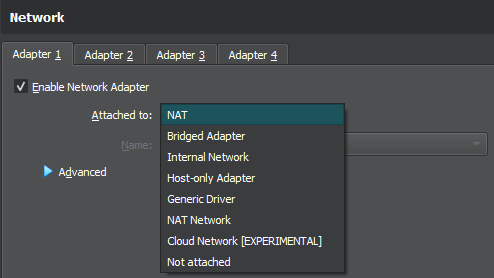 Network
Adapter 1 Adapter 2 Adapter 3 Adapter 4
Enable Network Adapter
Attached to: NAT
Bridged Adapter
Name:
Internal Network
Advanced
Host-only Adapter
Generic Driver
NAT Network
Cloud Network [EXPERIMENTAL]
Not attached